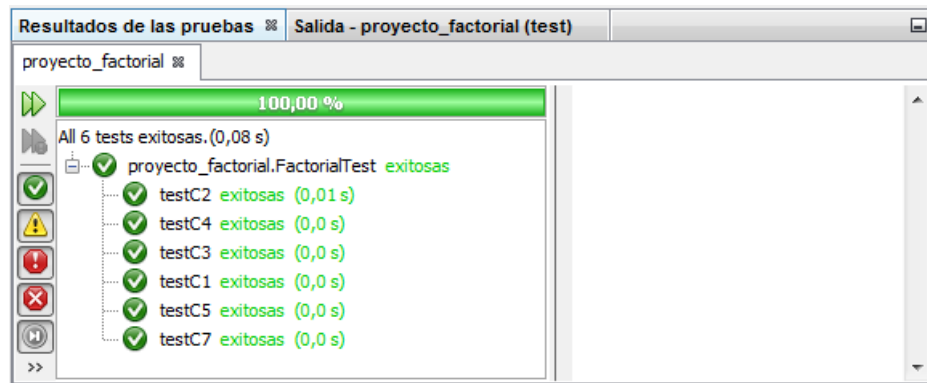 Resultados de las pruebas Salida - proyecto_factorial (test)
proyecto_factorial
100,00 %
All 6 tests exitosas.(0,08 s)
proyecto_factorial.FactorialTest exitosas
testC2 exitosas (0,01 s)
testC4 exitosas (0,0 s)
testC3 exitosas (0,0 s)
testC1 exitosas (0,0 s)
testC5 exitosas (0,0 s)
testC7 exitosas (0,0 s)
>>